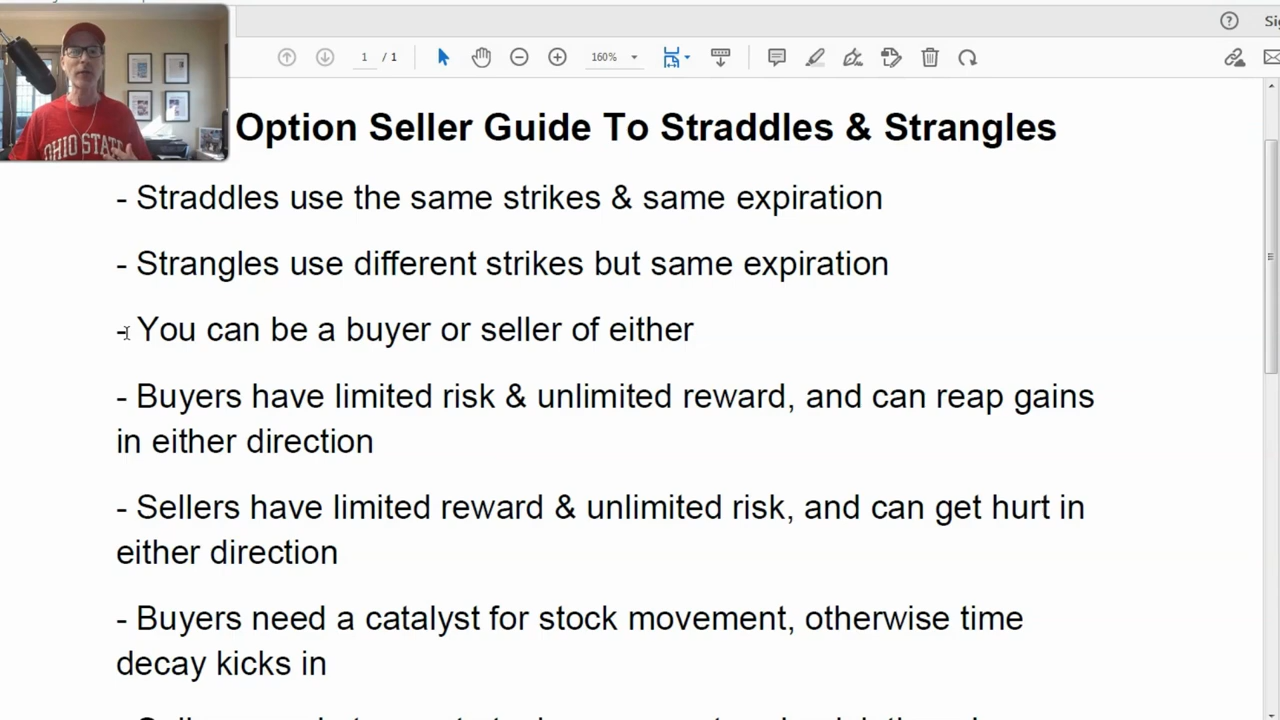 Sig
1 / 1
160%
OHIO STATE
Option Seller Guide To Straddles & Strangles
- Straddles use the same strikes & same expiration
- Strangles use different strikes but same expiration
- You can be a buyer or seller of either
- Buyers have limited risk & unlimited reward, and can reap gains
in either direction
- Sellers have limited reward & unlimited risk, and can get hurt in
either direction
- Buyers need a catalyst for stock movement, otherwise time
decay kicks in